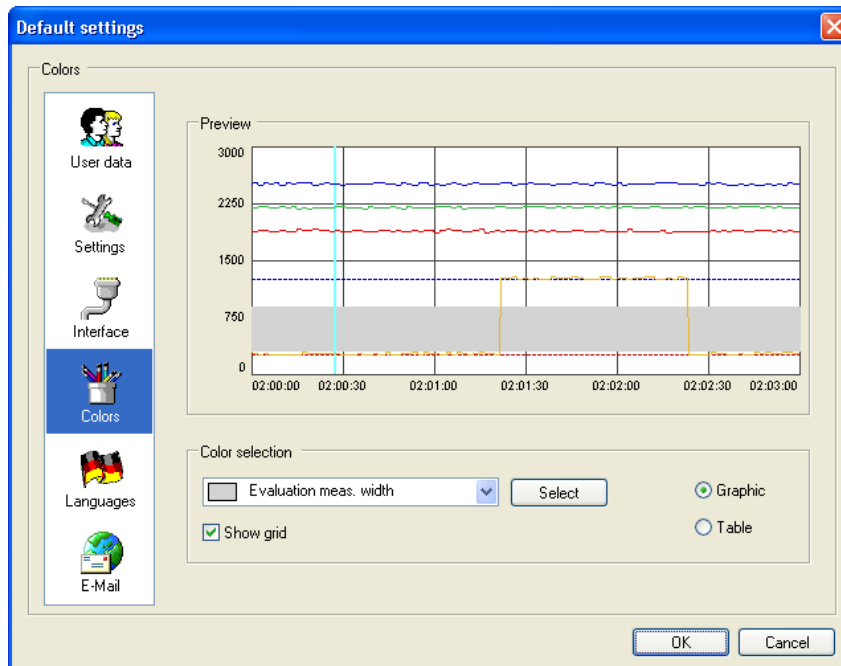 Default settings
Colors
User data
Settings
Interface
Colors
Languages
E-Mail
Preview
3000
2250
1500
750
0
02:00:00 02:00:30 02:01:00 02:01:30 02:02:00 02:02:30 02:03:00
Color selection
Evaluation meas. width
Select
Graphic
Show grid
Table
OK
Cancel